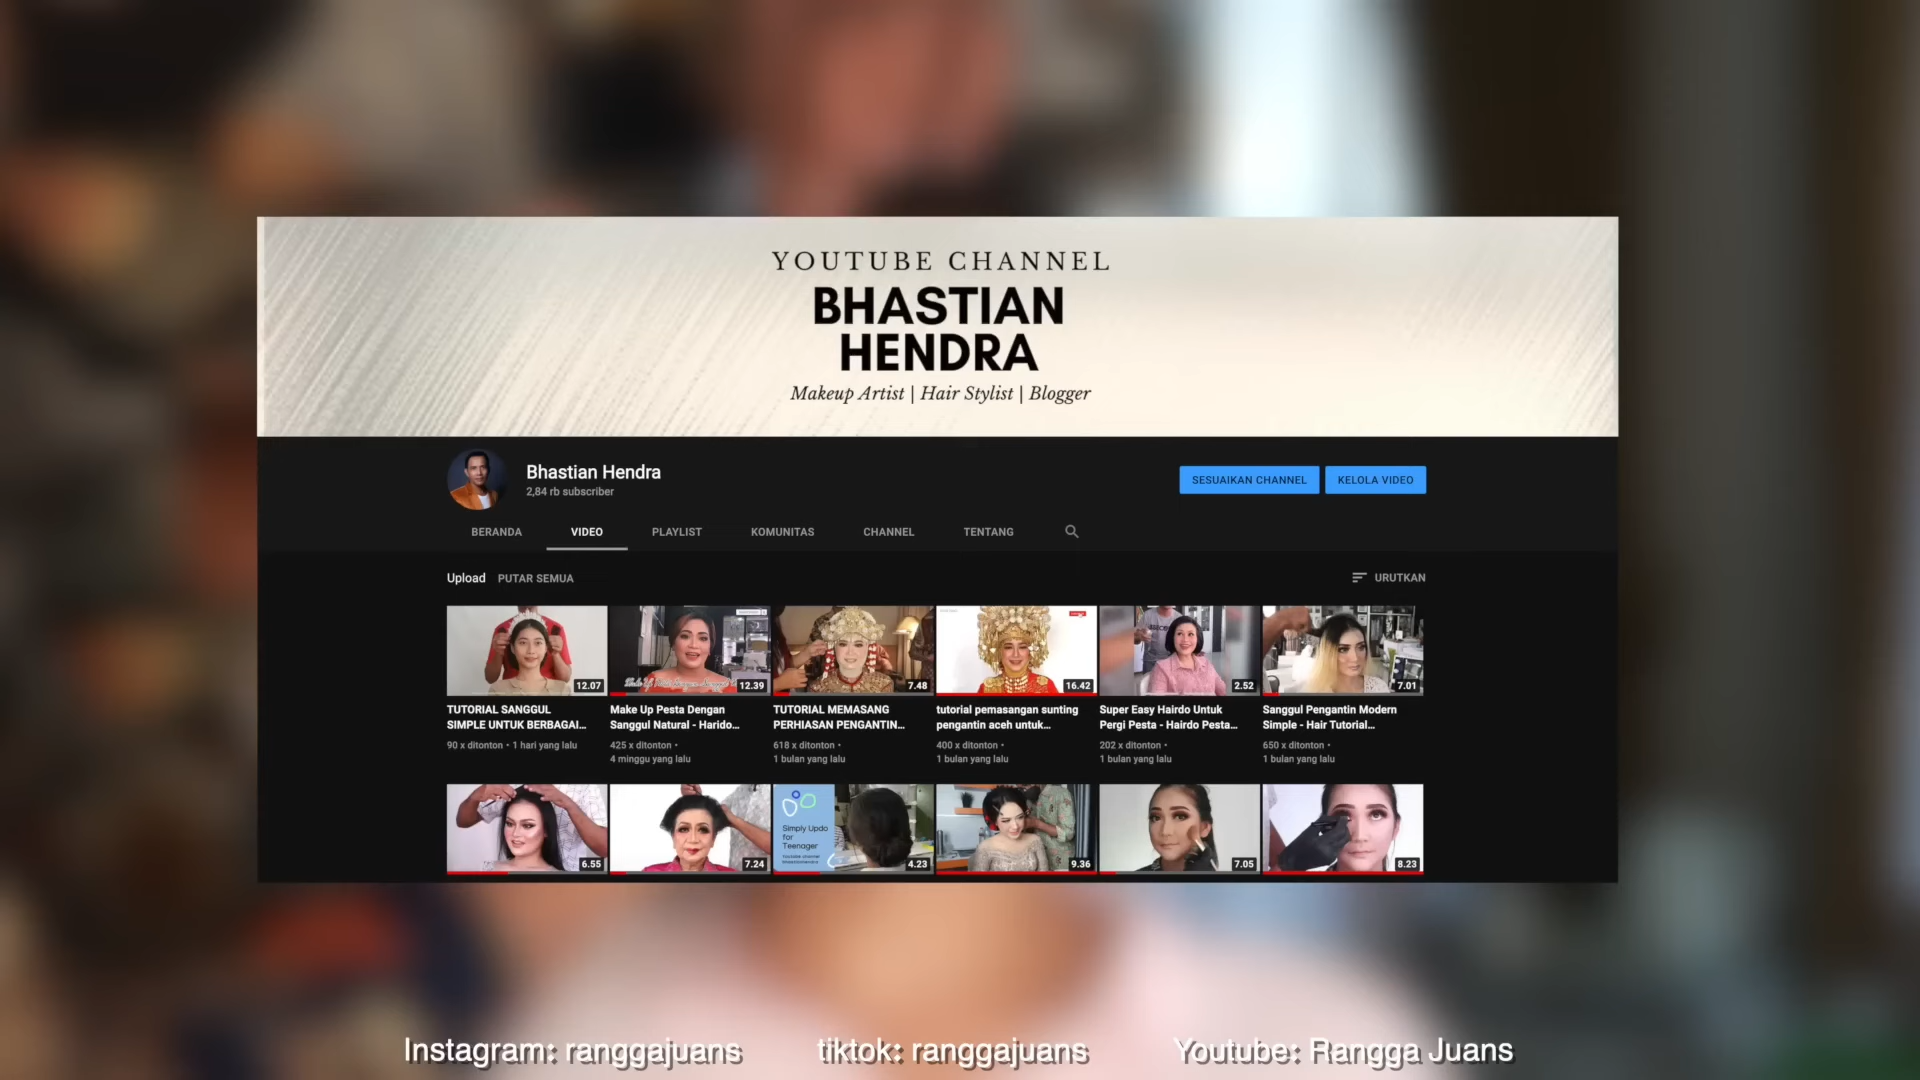 YOUTUBE CHANNEL
BHASTIAN
HENDRA
Makeup Artist | Hair Stylist | Blogger
Bhastian Hendra
2,84 rb subscriber
SESUAIKAN CHANNEL
KELOLA VIDEO
BERANDA
VIDEO
PLAYLIST
KOMUNITAS
CHANNEL
TENTANG
Upload
PUTAR SEMUA
URUTKAN
12.07
12.39
7.48
16.42
2.52
7.01
TUTORIAL SANGGUL
SIMPLE UNTUK BERBAGAI...
90 x ditonton • 1 hari yang lalu
Make Up Pesta Dengan
Sanggul Natural - Harido...
425 x ditonton •
4 minggu yang lalu
TUTORIAL MEMASANG
PERHIASAN PENGANTIN...
618 x ditonton •
1 bulan yang lalu
tutorial pemasangan sunting
pengantin aceh untuk...
400 x ditonton •
1 bulan yang lalu
Super Easy Hairdo Untuk
Pergi Pesta - Hairdo Pesta...
202 x ditonton •
1 bulan yang lalu
Sanggul Pengantin Modern
Simple - Hair Tutorial...
650 x ditonton •
1 bulan yang lalu
6.55
7.24
Simply Updo
for
Teenager
4.23
9.36
7.05
8.23
Instagram: ranggajuans
tiktok: ranggajuans
Youtube: Rangga Juans